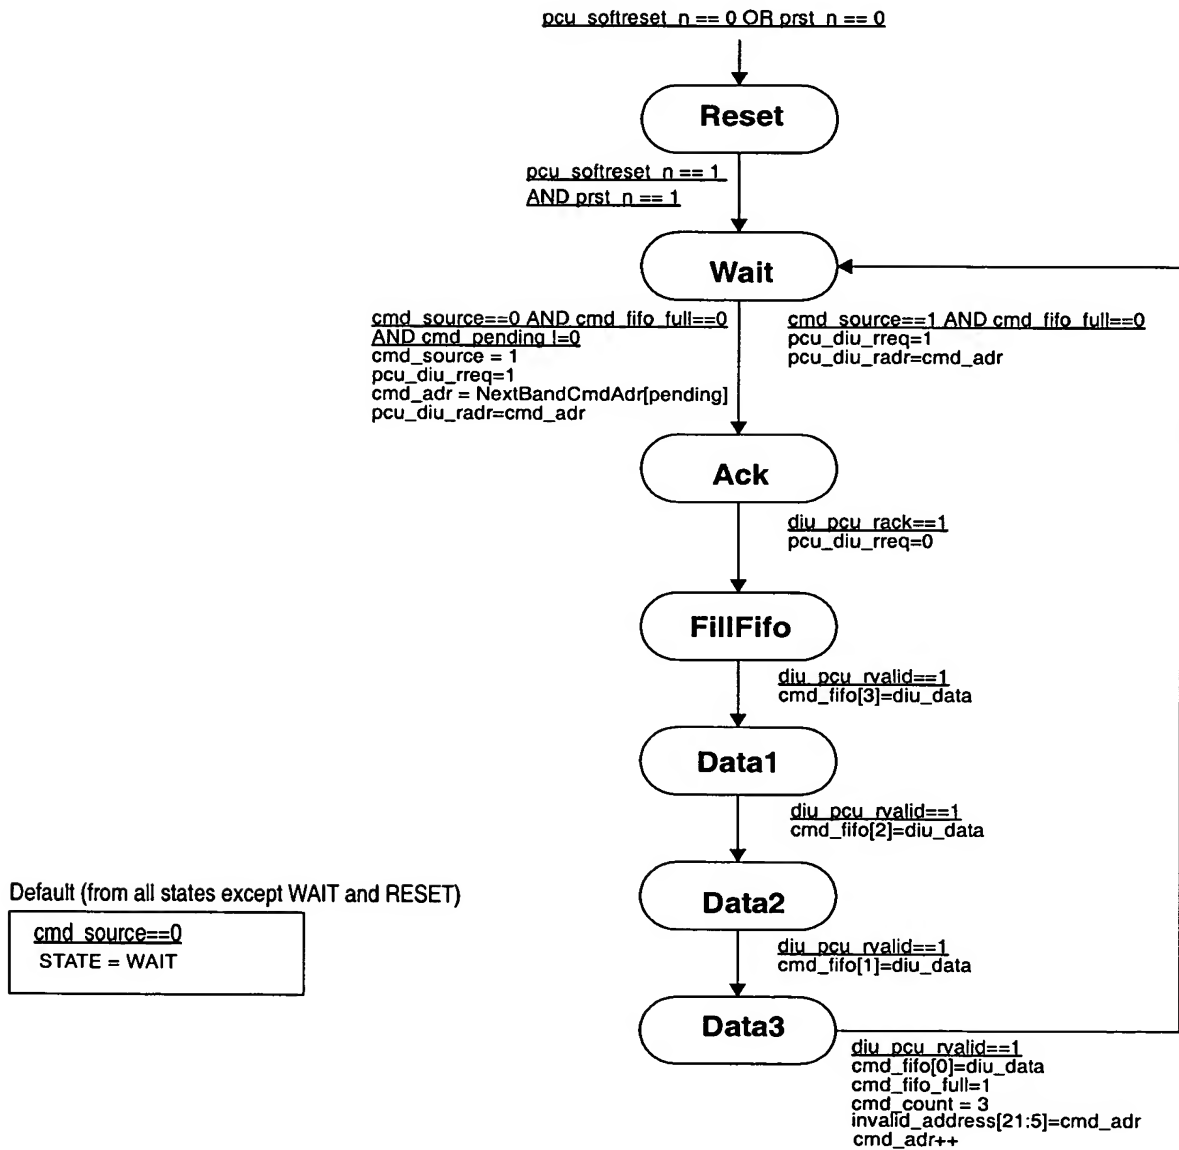 pcu_softreset_n == 0 OR prst_n == 0
Reset
pcu_softreset_n == 1
AND prst_n == 1
Wait
cmd_source==0 AND cmd_fifo_full==0
AND cmd_pending !=0
cmd_source = 1
pcu_diu_rreq=1
cmd_adr = NextBandCmdAdr[pending]
pcu_diu_radr=cmd_adr
cmd_source==1 AND cmd_fifo_full==0
pcu_diu_rreq=1
pcu_diu_radr=cmd_adr
Ack
diu_pcu_rack==1
pcu_diu_rreq=0
FillFifo
diu_pcu_rvalid==1
cmd_fifo[3]=diu_data
Data1
diu_pcu_rvalid==1
cmd_fifo[2]=diu_data
Data2
diu_pcu_rvalid==1
cmd_fifo[1]=diu_data
Data3
diu_pcu_rvalid==1
cmd_fifo[0]=diu_data
cmd_fifo_full=1
cmd_count = 3
invalid_address[21:5]=cmd_adr
cmd_adr++
Default (from all states except WAIT and RESET)
cmd_source==0
STATE = WAIT